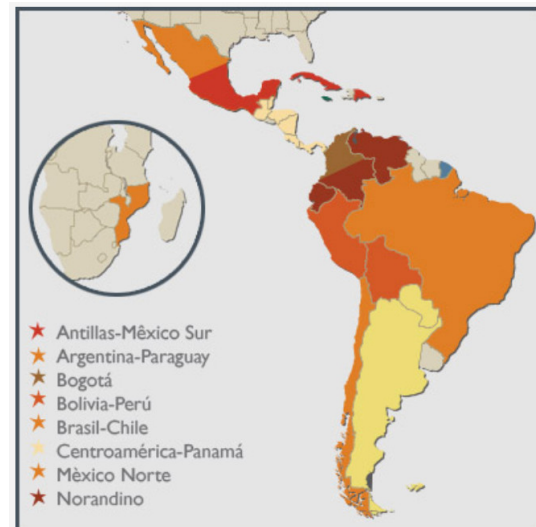 Antillas-Mêxico Sur
Argentina-Paraguay
Bogotá
Bolivia-Perú
Brasil-Chile
Centroamérica-Panamá
Mèxico Norte
Norandino